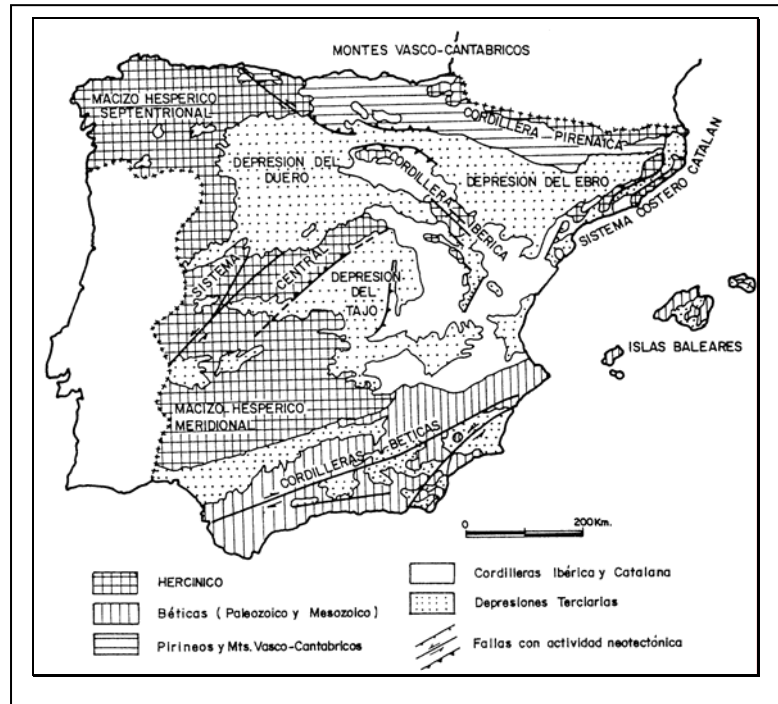 MONTES VASCO-CANTABRICOS
MACIZO HESPERICO
SEPTENTRIONAL
CORDILLERA PIRENAICA
DEPRESION DEL
DUERO
CORDILLERA IBERICA
DEPRESION DEL EBRO
SISTEMA COSTERO CATALAN
SISTEMA CENTRAL
DEPRESION
DEL
TAJO
ISLAS BALEARES
MACIZO HESPERICO
MERIDIONAL
CORDILLERAS BETICAS
0 200 Km.
HERCINICO
Béticas ( Paleozoico y Mesozoico )
Pirineos y Mts. Vasco-Cantabricos
Cordilleras Ibérica y Catalana
Depresiones Terciarias
Fallas con actividad neotectónica